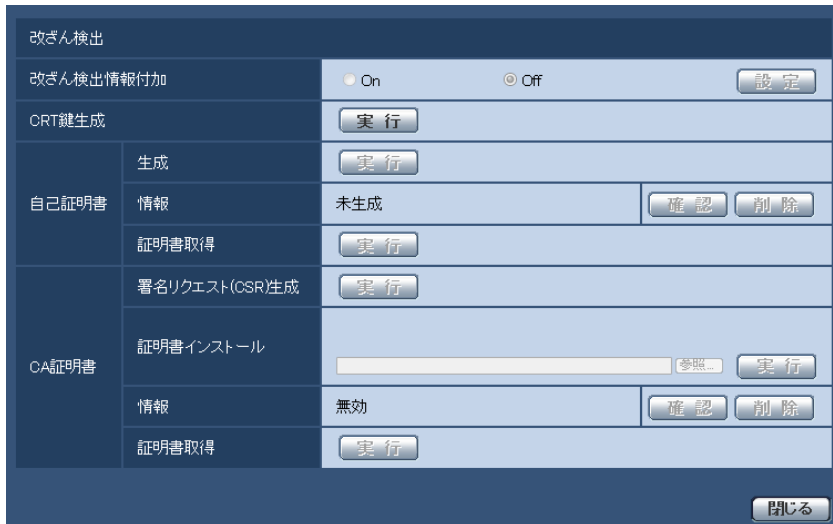 改ざん検出
改ざん検出情報付加 On Off 設定
CRT鍵生成 実行
自己証明書 生成 実行
情報 未生成 確認 削除
証明書取得 実行
CA証明書 署名リクエスト(CSR)生成 実行
証明書インストール 参照... 実行
情報 無効 確認 削除
証明書取得 実行
閉じる